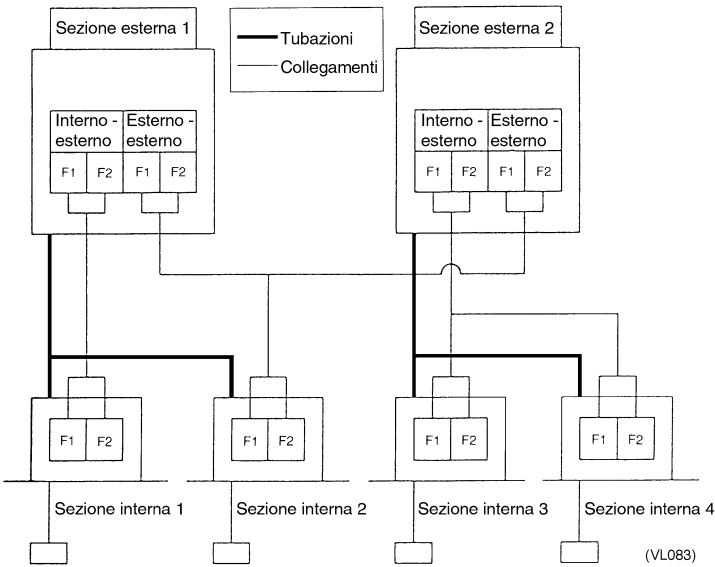 Sezione esterna 1
Tubazioni
Collegamenti
Sezione esterna 2
Interno - esterno
Esterno - esterno
F1 F2 F1 F2
Interno - esterno
Esterno - esterno
F1 F2 F1 F2
F1 F2
F1 F2
F1 F2
F1 F2
Sezione interna 1
Sezione interna 2
Sezione interna 3
Sezione interna 4
(VL083)